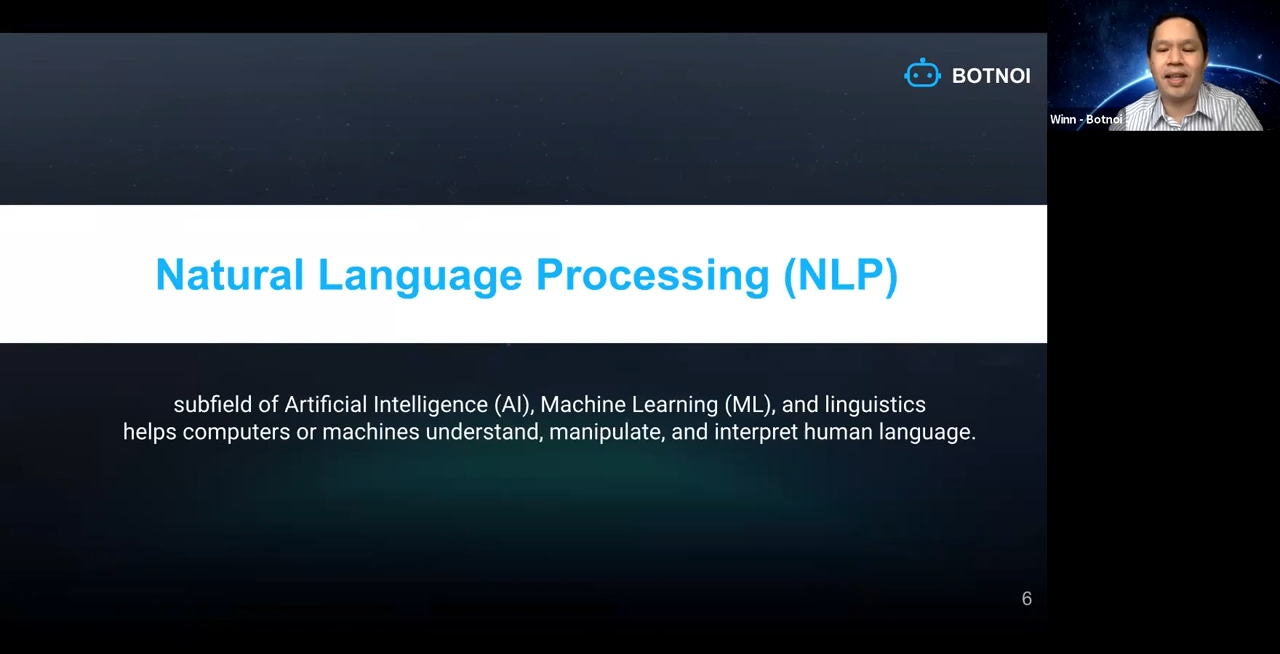 BOTNOI
Winn - Botnoi
Natural Language Processing (NLP)
subfield of Artificial Intelligence (AI), Machine Learning (ML), and linguistics
helps computers or machines understand, manipulate, and interpret human language.
6